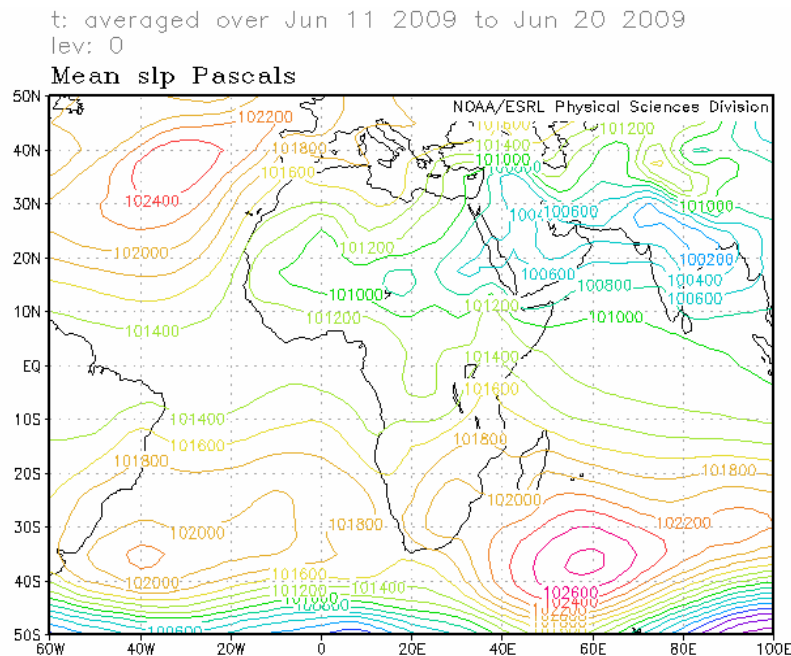 t: averaged over Jun 11 2009 to Jun 20 2009
lev: 0
Mean slp Pascals
NOAA/ESRL Physical Sciences Division
50N
102200
101600
101200
101800
101400
40N
101600
101000
102400
30N
101000
100600
102000
101200
20N
100200
101000
100600
100800
100400
100600
10N
101400
101200
101200
101000
EQ
101400
101600
10S
101400
101600
101800
20S
101800
101800
102000
101800
102200
30S
102000
102000
101600
101400
40S
101200
102600
102400
102200
100600
50S
60W
40W
20W
0
20E
40E
60E
80E
100E